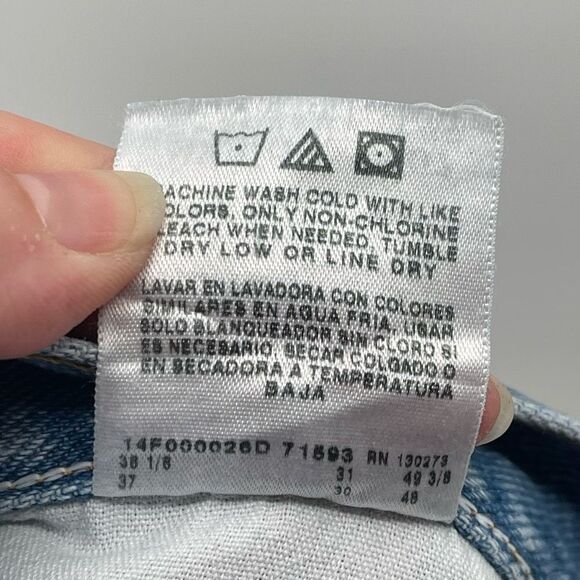 MACHINE WASH COLD WITH LIKE
COLORS, ONLY NON-CHLORINE
BLEACH WHEN NEEDED, TUMBLE
DRY LOW OR LINE DRY
LAVAR EN LAVADORA CON COLORES
SIMILARES EN AGUA FRIA, USAR
SOLO BLANQUEADOR SIN CLORO SI
ES NECESARIO, SECAR COLGADO O
EN SECADORA A TEMPERATURA
BAJA
14F000026D 71593 RN 130273
38 1/8 31 49 3/8
37 30 48